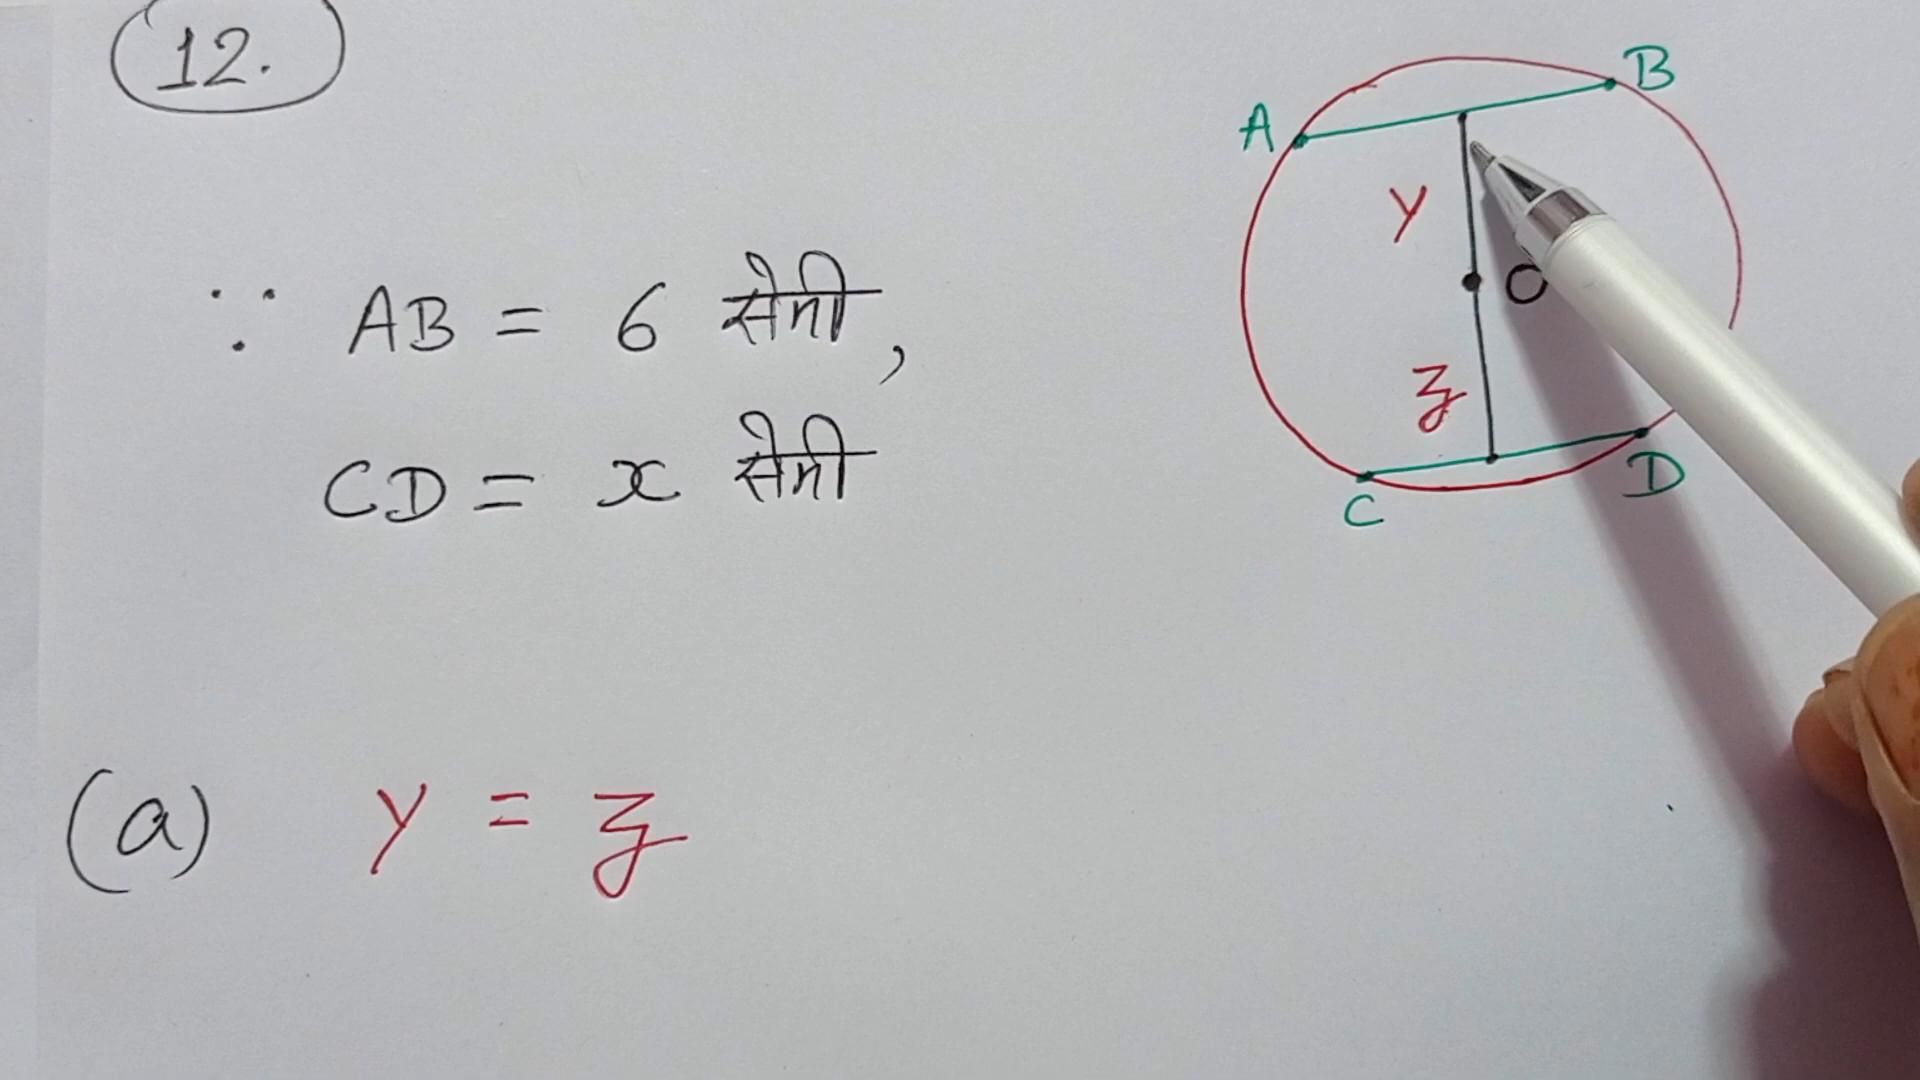 12.
A B
y
O
z
C D
∵ AB = 6 सेमी,
CD = x सेमी
(a) y = z